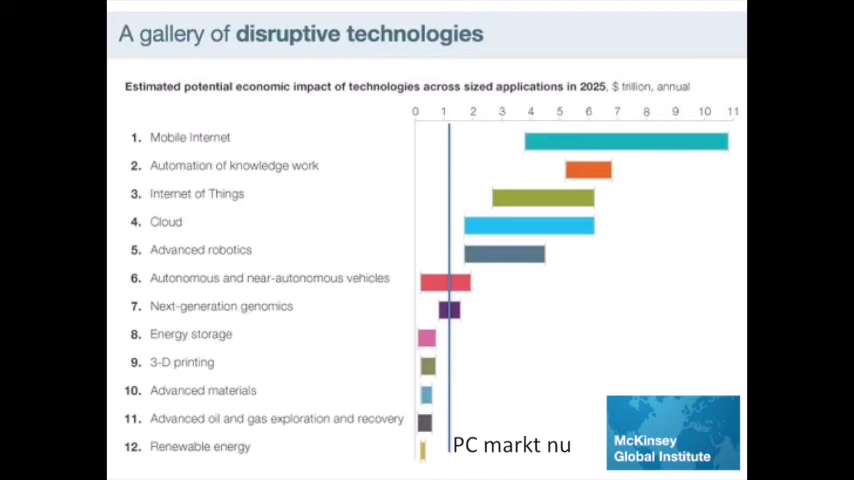 A gallery of disruptive technologies
Estimated potential economic impact of technologies across sized applications in 2025, $ trillion, annual
0 1 2 3 4 5 6 7 8 9 10 11
1. Mobile Internet
2. Automation of knowledge work
3. Internet of Things
4. Cloud
5. Advanced robotics
6. Autonomous and near-autonomous vehicles
7. Next-generation genomics
8. Energy storage
9. 3-D printing
10. Advanced materials
11. Advanced oil and gas exploration and recovery
12. Renewable energy
PC markt nu
McKinsey
Global Institute